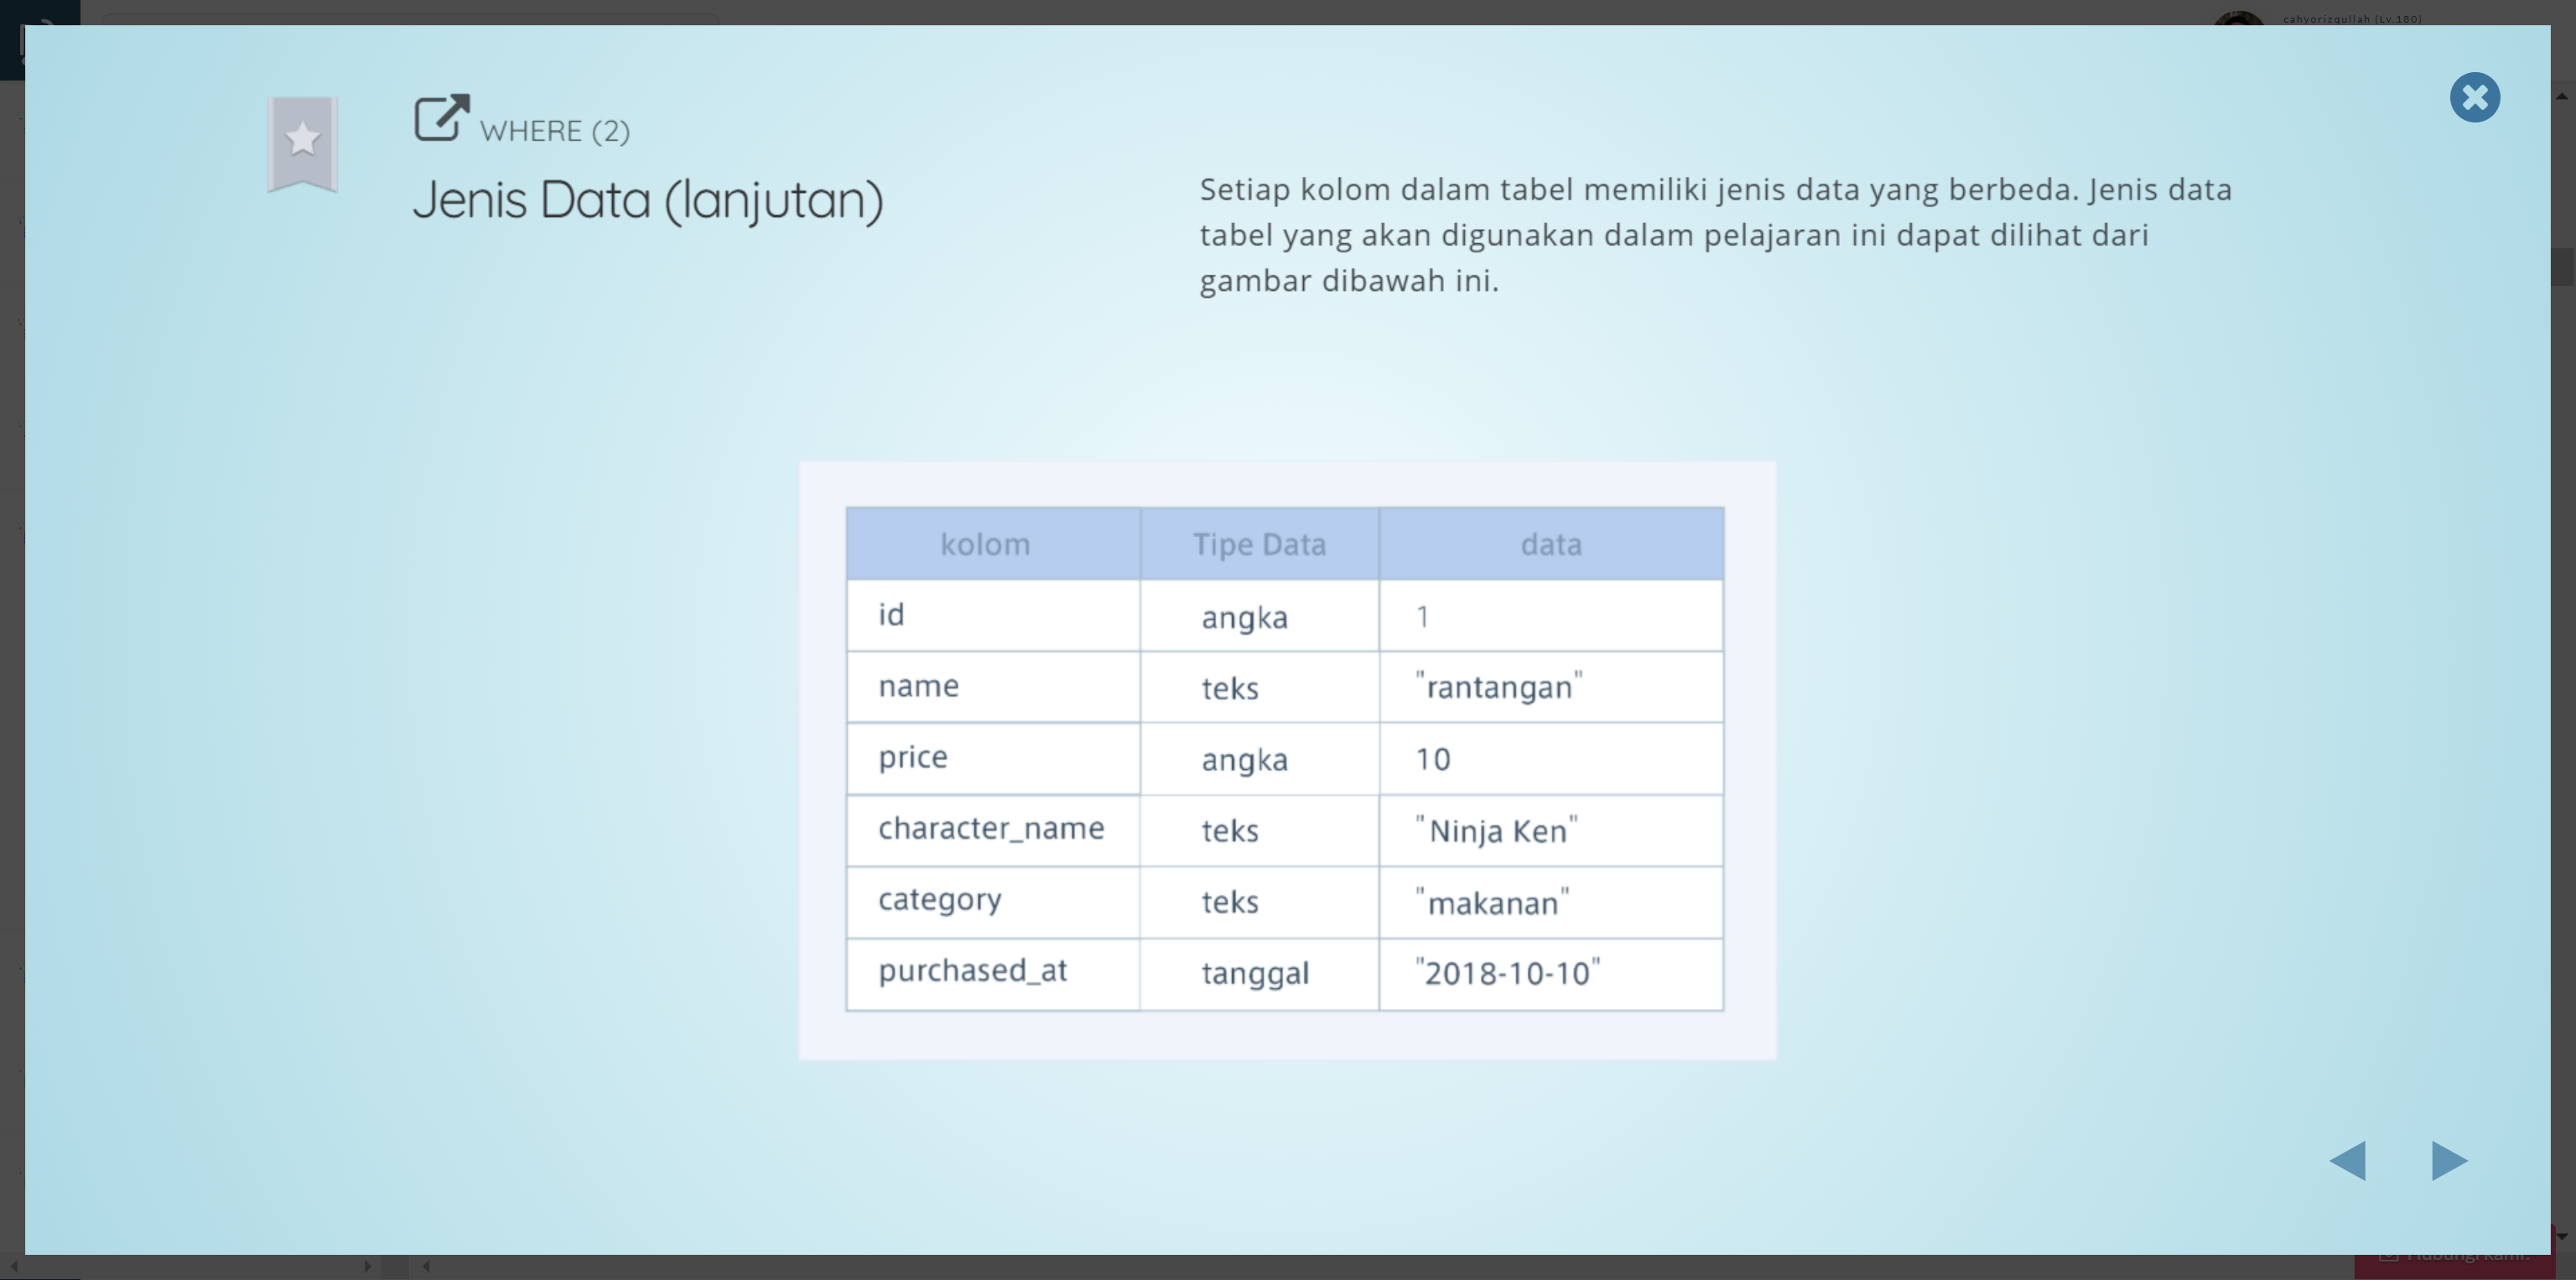 cahyorizqullah (Lv.180)
WHERE (2)
Jenis Data (lanjutan)
Setiap kolom dalam tabel memiliki jenis data yang berbeda. Jenis data
tabel yang akan digunakan dalam pelajaran ini dapat dilihat dari
gambar dibawah ini.
kolom Tipe Data data
id angka 1
name teks "rantangan"
price angka 10
character_name teks "Ninja Ken"
category teks "makanan"
purchased_at tanggal "2018-10-10"
Hubungi kami.